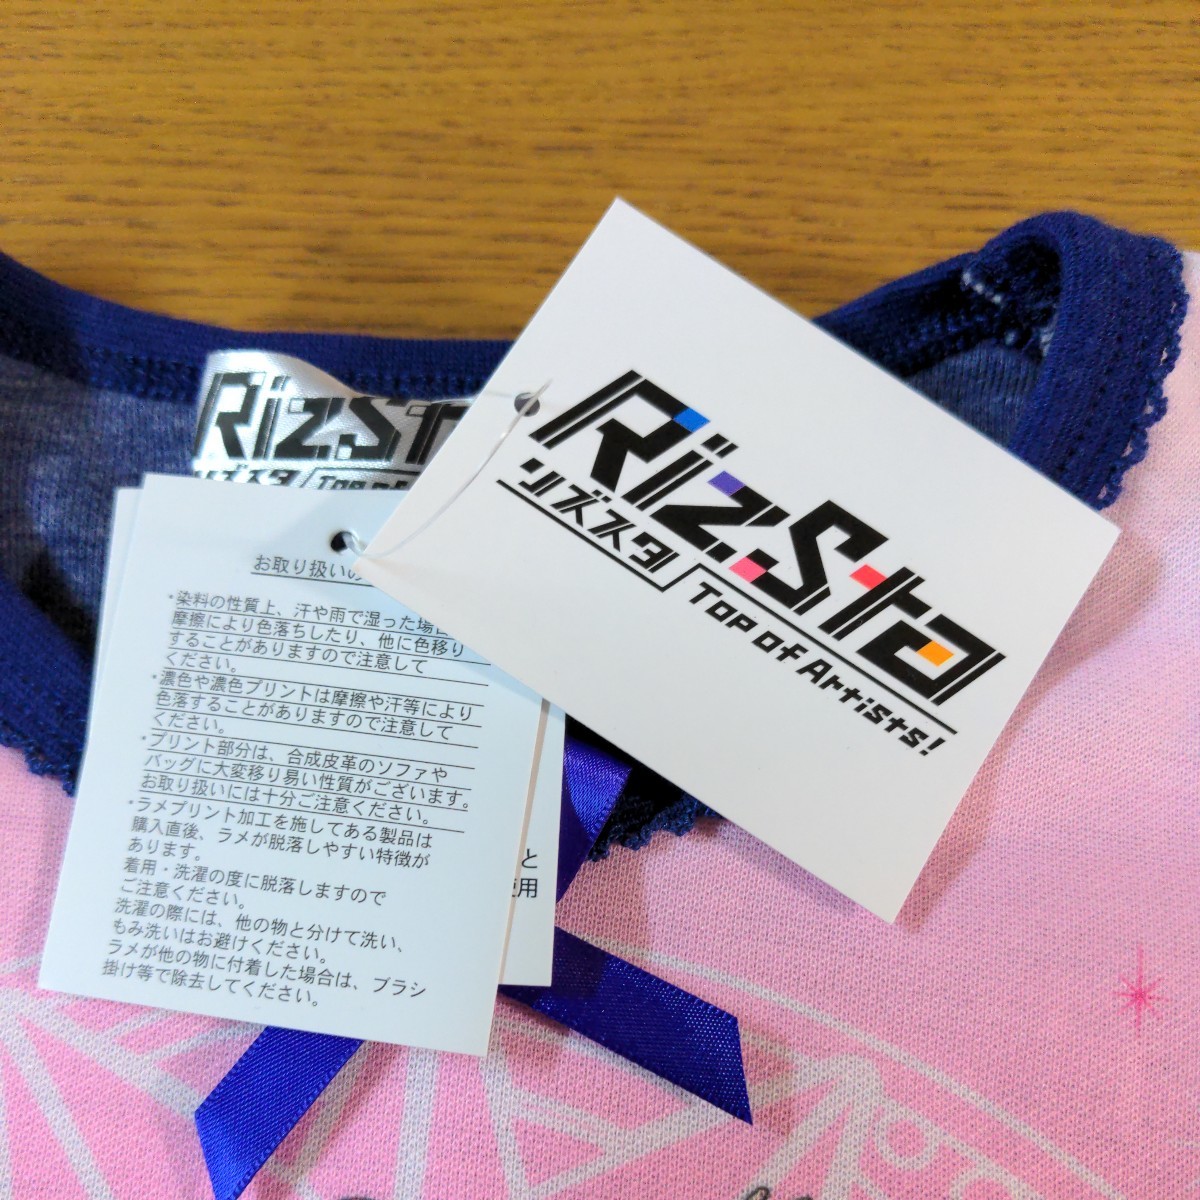 RizSta
リズスタ
Top of Artists!
RizSt
リズスタ Top of
お取り扱いの
・染料の性質上、汗や雨で湿った場合
摩擦により色落ちしたり、他に色移り
することがありますので注意して
ください。
・濃色や濃色プリントは摩擦や汗等により
色落することがありますので注意して
ください。
・プリント部分は、合成皮革のソファや
バッグに大変移り易い性質がございます。
お取り扱いには十分ご注意ください。
・ラメプリント加工を施してある製品は
購入直後、ラメが脱落しやすい特徴が
あります。
着用・洗濯の度に脱落しますので
ご注意ください。
洗濯の際には、他の物と分けて洗い、
もみ洗いはお避けください。
ラメが他の物に付着した場合は、ブラシ
掛け等で除去してください。
と
使用